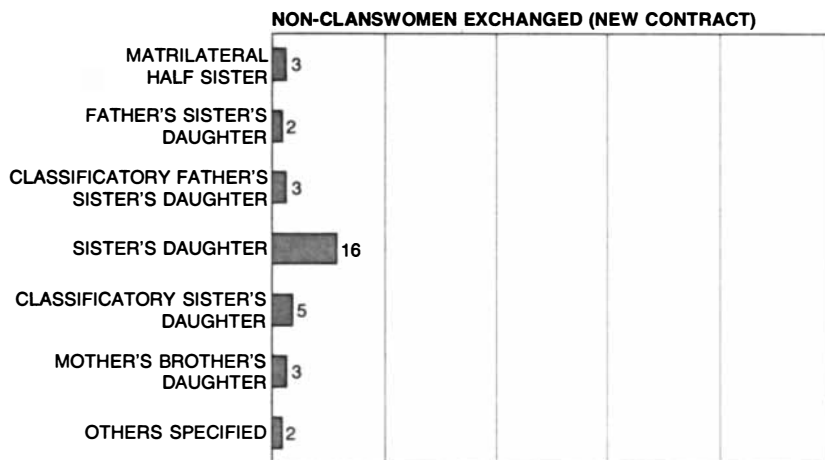 NON-CLANSWOMEN EXCHANGED (NEW CONTRACT)
MATRILATERAL
HALF SISTER
3
FATHER'S SISTER'S
DAUGHTER
2
CLASSIFICATORY FATHER'S
SISTER'S DAUGHTER
3
SISTER'S DAUGHTER
16
CLASSIFICATORY SISTER'S
DAUGHTER
5
MOTHER'S BROTHER'S
DAUGHTER
3
OTHERS SPECIFIED
2